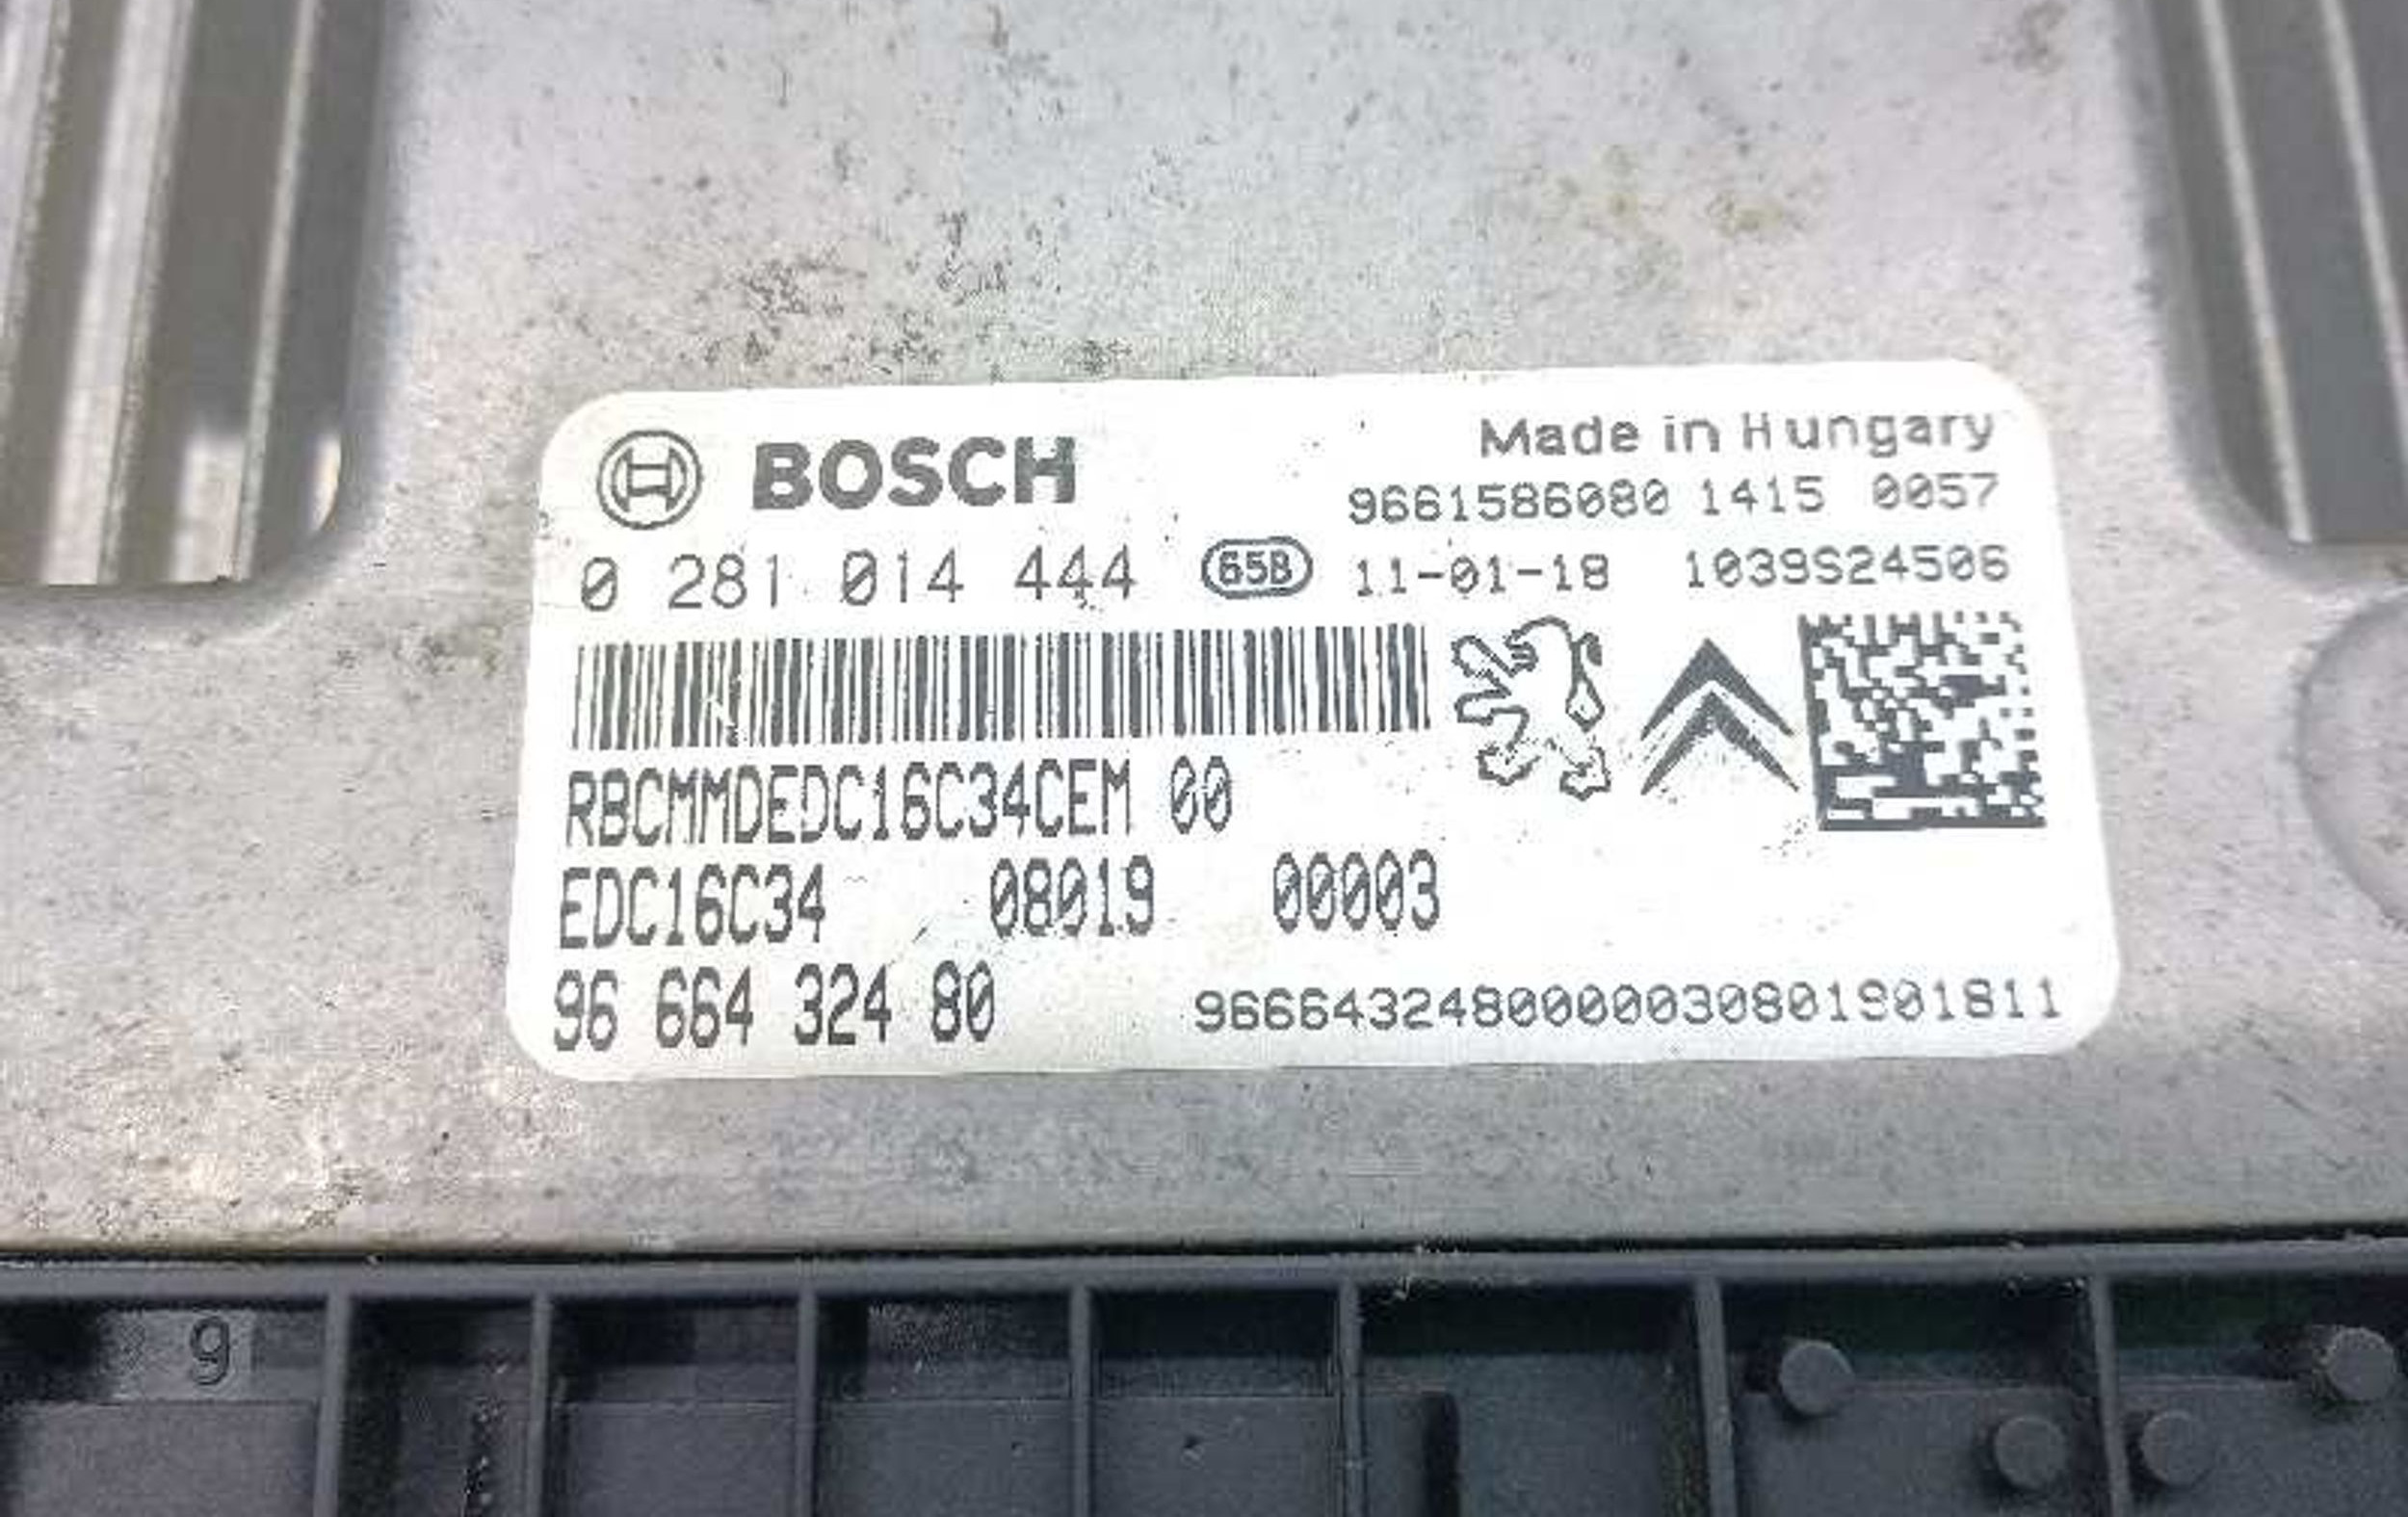 BOSCH
Made in Hungary
9661586080 1415 0057
0 281 014 444 65B 11-01-18 1039S24506
RBCMMDEDC16C34CEM 00
EDC16C34 08019 00003
96 664 324 80 96664324800000030801901811
9